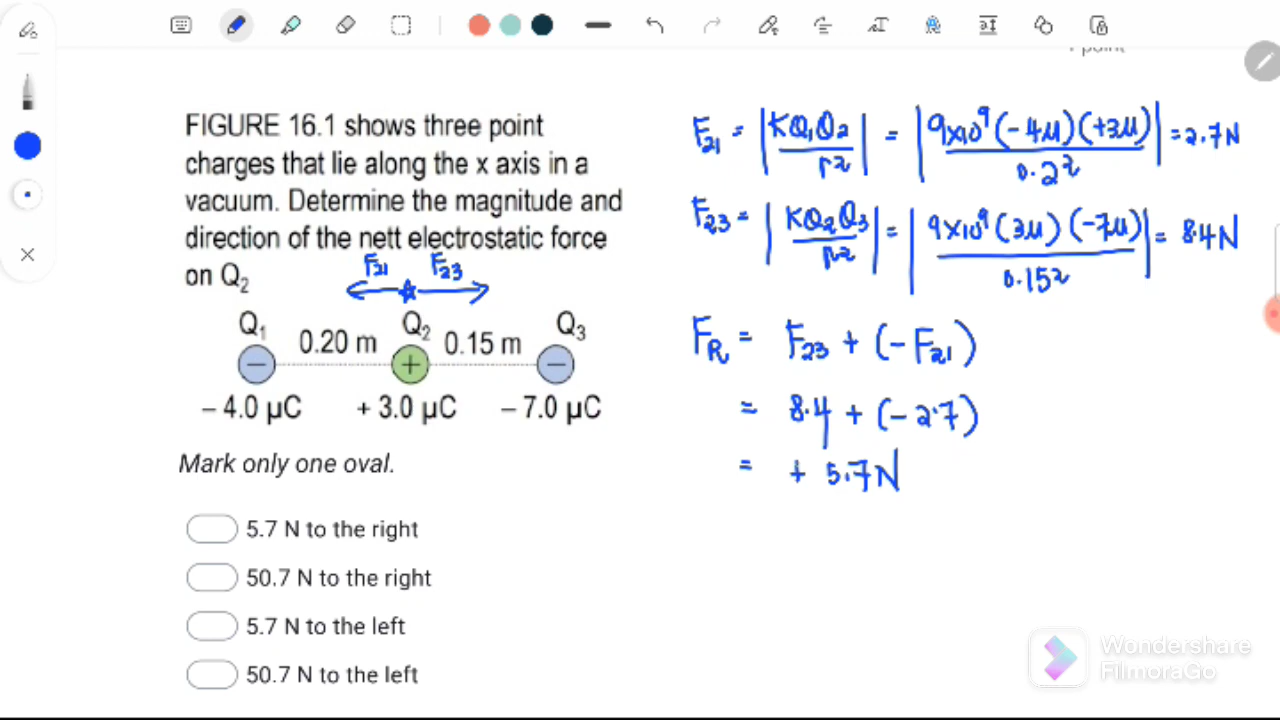 1 point
FIGURE 16.1 shows three point
charges that lie along the x axis in a
vacuum. Determine the magnitude and
direction of the nett electrostatic force
on Q₂
F₂₁ F₂₃
Q₁ Q₂ Q₃
0.20 m 0.15 m
− + −
− 4.0 µC + 3.0 µC − 7.0 µC
Mark only one oval.
5.7 N to the right
50.7 N to the right
5.7 N to the left
50.7 N to the left
F₂₁ = |KQ₁Q₂ / r²| = |9x10⁹ (-4µ) (+3µ) / 0.2²| = 2.7N
F₂₃ = |KQ₂Q₃ / r²| = |9x10⁹ (3µ) (-7µ) / 0.15²| = 8.4N
F_R = F₂₃ + (-F₂₁)
= 8.4 + (-2.7)
= + 5.7N
Wondershare
FilmoraGo